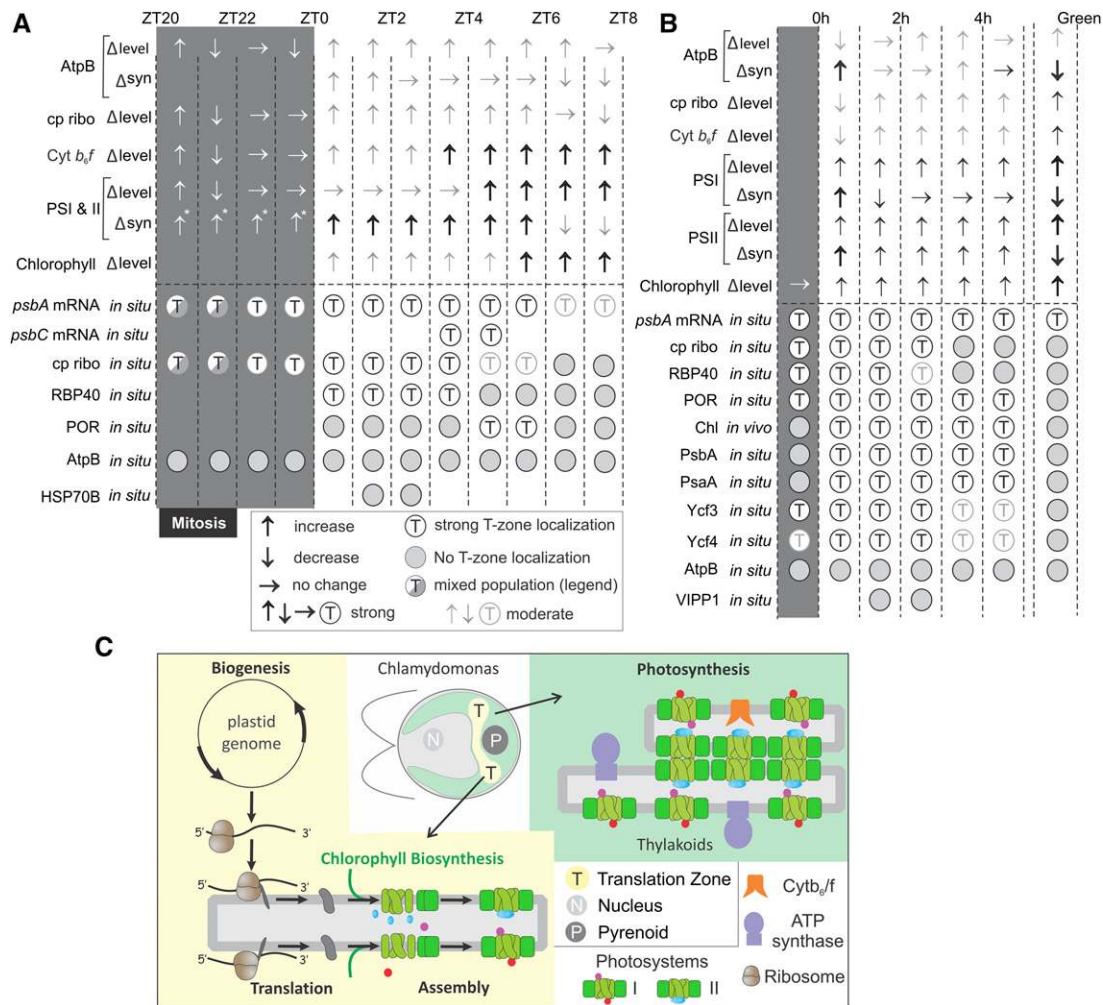 A
ZT20 ZT22 ZT0 ZT2 ZT4 ZT6 ZT8
AtpB
Δlevel
Δsyn
cp ribo Δlevel
Cyt b6f Δlevel
PSI & II
Δlevel
Δsyn * * * *
Chlorophyll Δlevel
psbA mRNA in situ T T T T T T T T T T T T
psbC mRNA in situ T T
cp ribo in situ T T T T T T T T T T
RBP40 in situ T T T T
POR in situ T T
AtpB in situ
HSP70B in situ
Mitosis
increase T strong T-zone localization
decrease No T-zone localization
no change T mixed population (legend)
T strong T moderate
B
0h 2h 4h Green
AtpB
Δlevel
Δsyn
cp ribo Δlevel
Cyt b6f Δlevel
PSI
Δlevel
Δsyn
PSII
Δlevel
Δsyn
Chlorophyll Δlevel
psbA mRNA in situ T T T T T T T
cp ribo in situ T T T T
RBP40 in situ T T T T
POR in situ T T T T T T
Chl in vivo T T T T T
PsbA in situ T T T T T
PsaA in situ T T T T T
Ycf3 in situ T T T T T T
Ycf4 in situ T T T T T T
AtpB in situ
VIPP1 in situ
C
Biogenesis
plastid
genome
5' 3'
5' 3'
5' 3'
Translation
Chlorophyll Biosynthesis
Assembly
Chlamydomonas
N
T
P
T
Photosynthesis
Thylakoids
T Translation Zone
N Nucleus
P Pyrenoid
Photosystems
I II
Cytb6/f
ATP
synthase
Ribosome